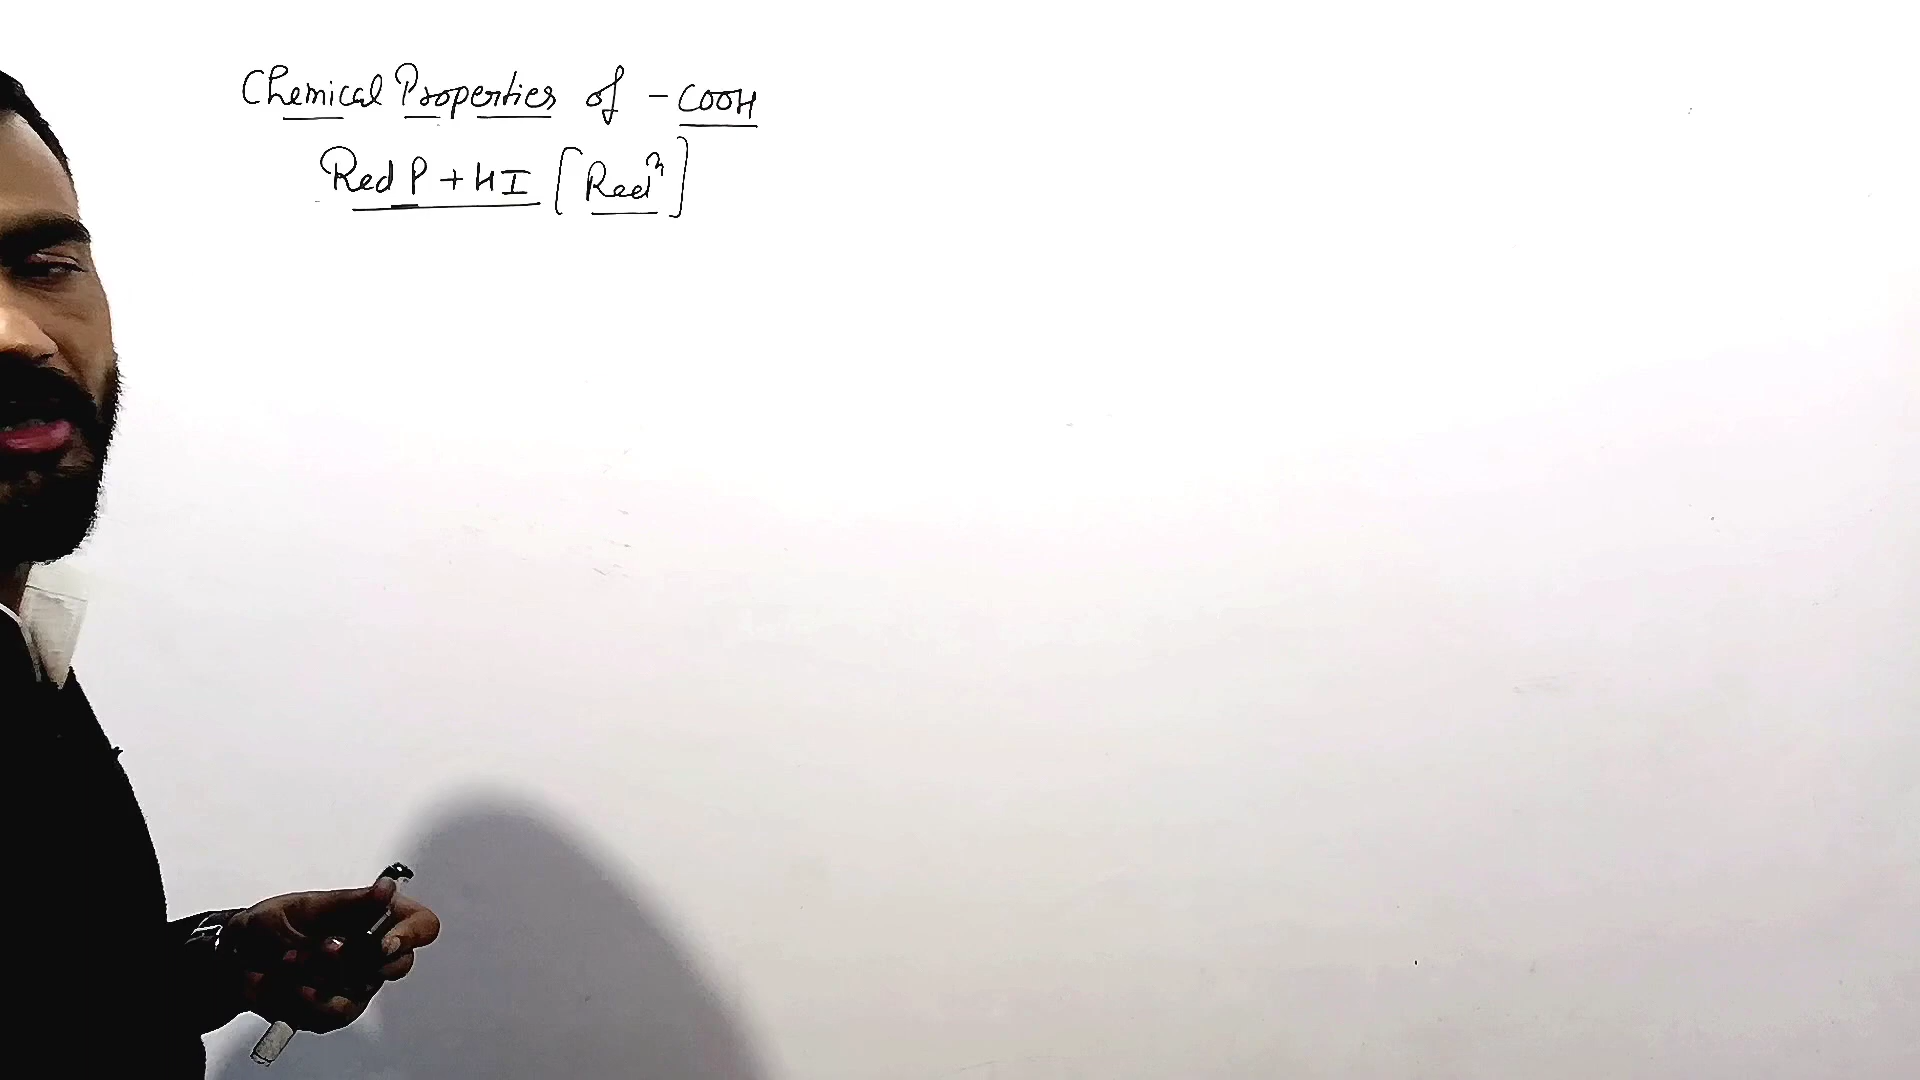 Chemical Properties of -COOH
Red P + HI [Redⁿ]